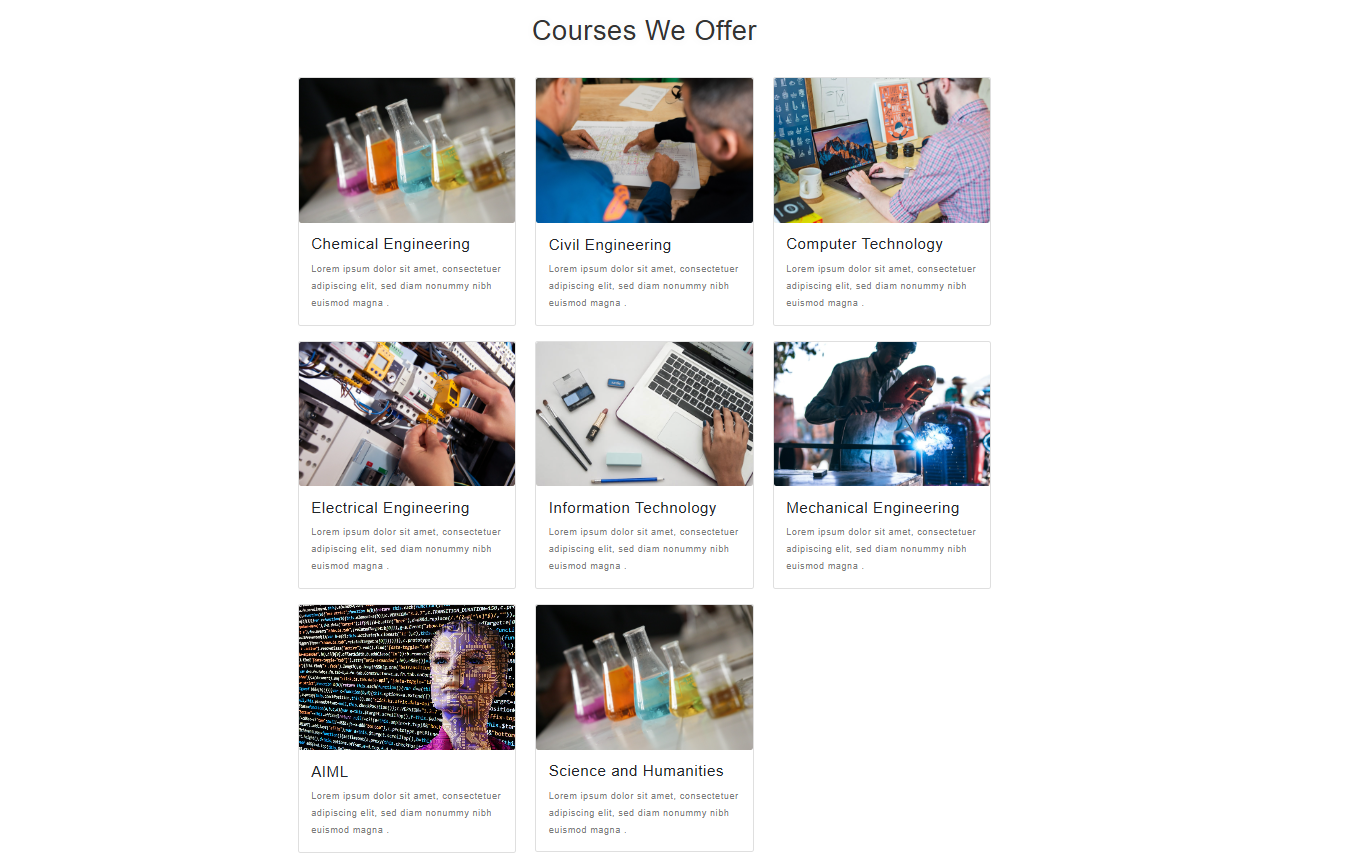 Courses We Offer
Chemical Engineering
Lorem ipsum dolor sit amet, consectetuer
adipiscing elit, sed diam nonummy nibh
euismod magna .
Civil Engineering
Lorem ipsum dolor sit amet, consectetuer
adipiscing elit, sed diam nonummy nibh
euismod magna .
Computer Technology
Lorem ipsum dolor sit amet, consectetuer
adipiscing elit, sed diam nonummy nibh
euismod magna .
Electrical Engineering
Lorem ipsum dolor sit amet, consectetuer
adipiscing elit, sed diam nonummy nibh
euismod magna .
Information Technology
Lorem ipsum dolor sit amet, consectetuer
adipiscing elit, sed diam nonummy nibh
euismod magna .
Mechanical Engineering
Lorem ipsum dolor sit amet, consectetuer
adipiscing elit, sed diam nonummy nibh
euismod magna .
AIML
Lorem ipsum dolor sit amet, consectetuer
adipiscing elit, sed diam nonummy nibh
euismod magna .
Science and Humanities
Lorem ipsum dolor sit amet, consectetuer
adipiscing elit, sed diam nonummy nibh
euismod magna .